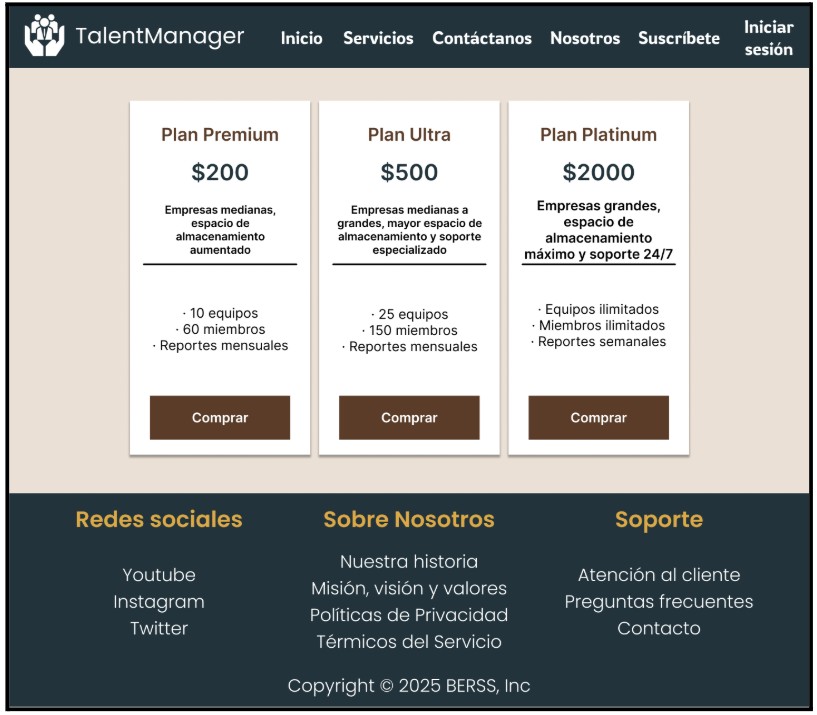 TalentManager
Inicio
Servicios
Contáctanos
Nosotros
Suscríbete
Iniciar
sesión
Plan Premium
$200
Empresas medianas,
espacio de
almacenamiento
aumentado
· 10 equipos
· 60 miembros
· Reportes mensuales
Comprar
Plan Ultra
$500
Empresas medianas a
grandes, mayor espacio de
almacenamiento y soporte
especializado
· 25 equipos
· 150 miembros
· Reportes mensuales
Comprar
Plan Platinum
$2000
Empresas grandes,
espacio de
almacenamiento
máximo y soporte 24/7
· Equipos ilimitados
· Miembros ilimitados
· Reportes semanales
Comprar
Redes sociales
Youtube
Instagram
Twitter
Sobre Nosotros
Nuestra historia
Misión, visión y valores
Políticas de Privacidad
Térmicos del Servicio
Soporte
Atención al cliente
Preguntas frecuentes
Contacto
Copyright © 2025 BERSS, Inc